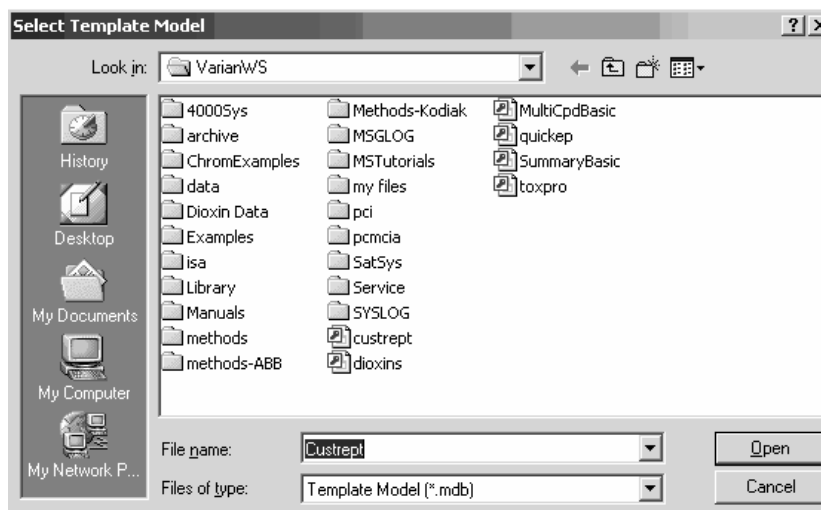 Select Template Model
Look in: VarianWS
History
Desktop
My Documents
My Computer
My Network P...
4000Sys
archive
ChromExamples
data
Dioxin Data
Examples
isa
Library
Manuals
methods
methods-ABB
Methods-Kodiak
MSGLOG
MSTutorials
my files
pci
pcmcia
SatSys
Service
SYSLOG
custrept
dioxins
MultiCpdBasic
quickep
SummaryBasic
toxpro
File name: Custrept
Open
Files of type: Template Model (*.mdb)
Cancel